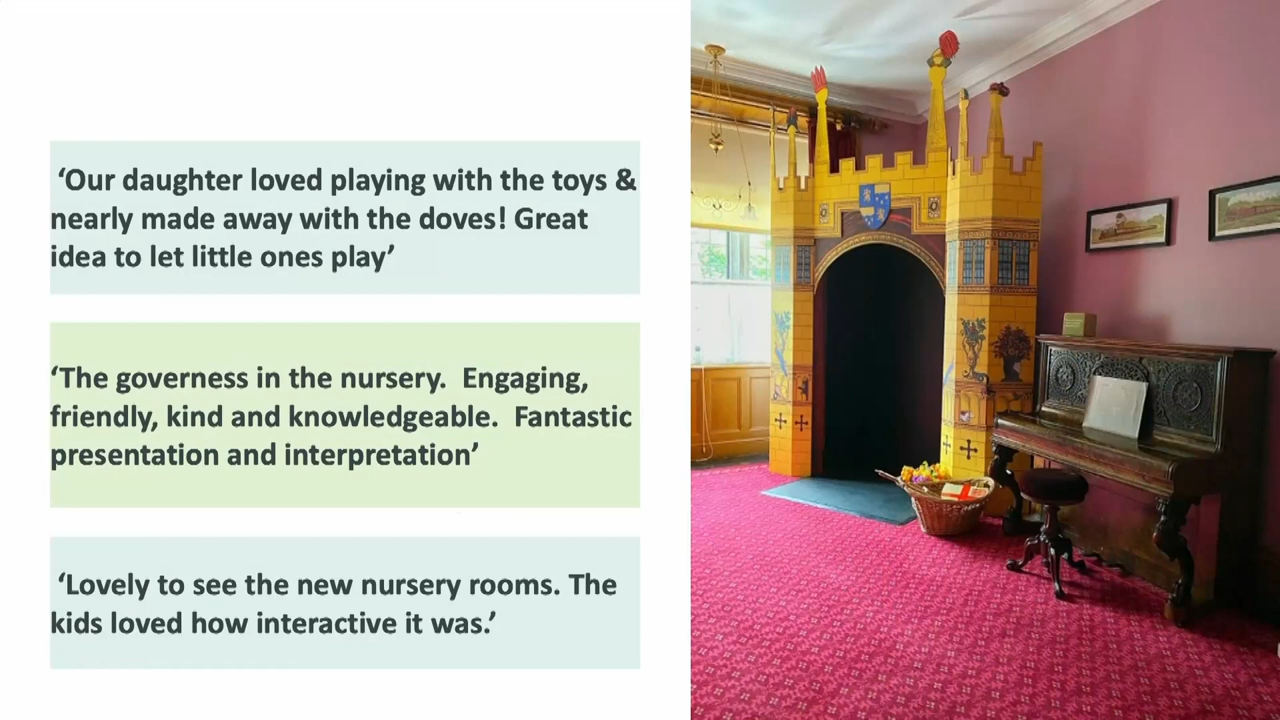 ‘Our daughter loved playing with the toys &
nearly made away with the doves! Great
idea to let little ones play’
‘The governess in the nursery.  Engaging,
friendly, kind and knowledgeable.  Fantastic
presentation and interpretation’
‘Lovely to see the new nursery rooms. The
kids loved how interactive it was.’